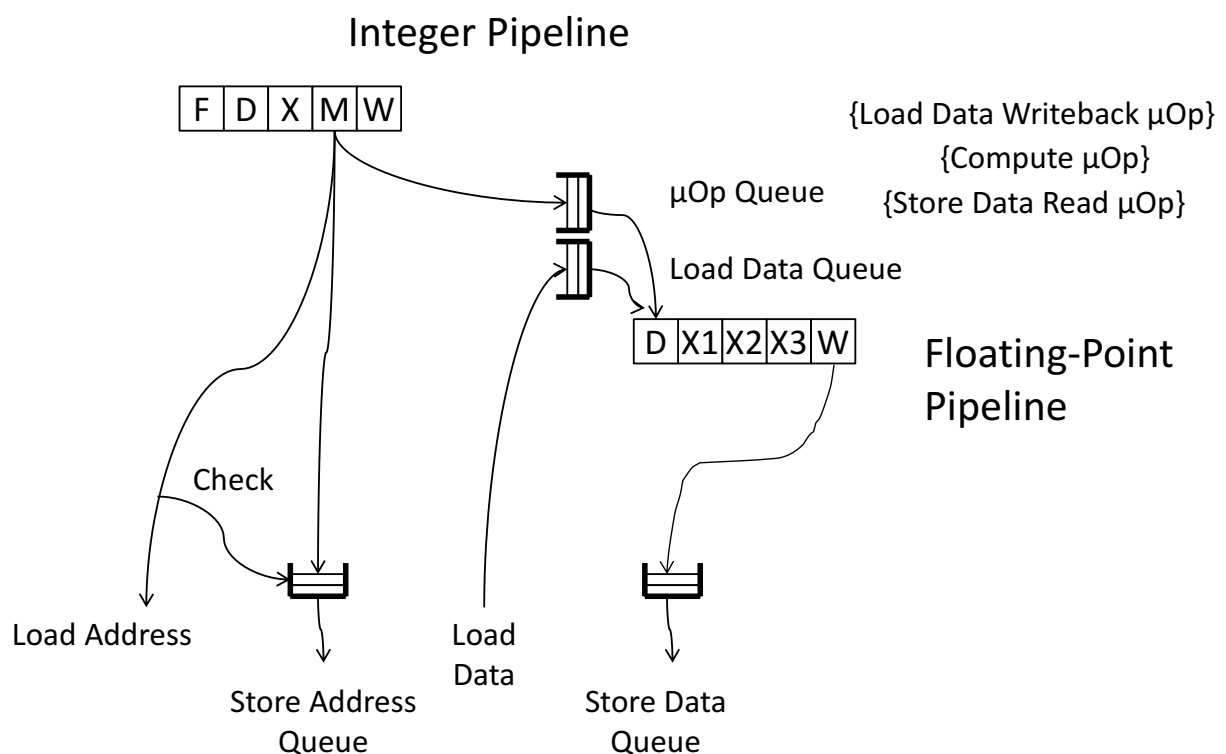 Integer Pipeline
F D X M W
{Load Data Writeback µOp}
{Compute µOp}
µOp Queue
{Store Data Read µOp}
Load Data Queue
D X1 X2 X3 W
Floating-Point
Pipeline
Check
Load Address
Load
Data
Store Address
Queue
Store Data
Queue